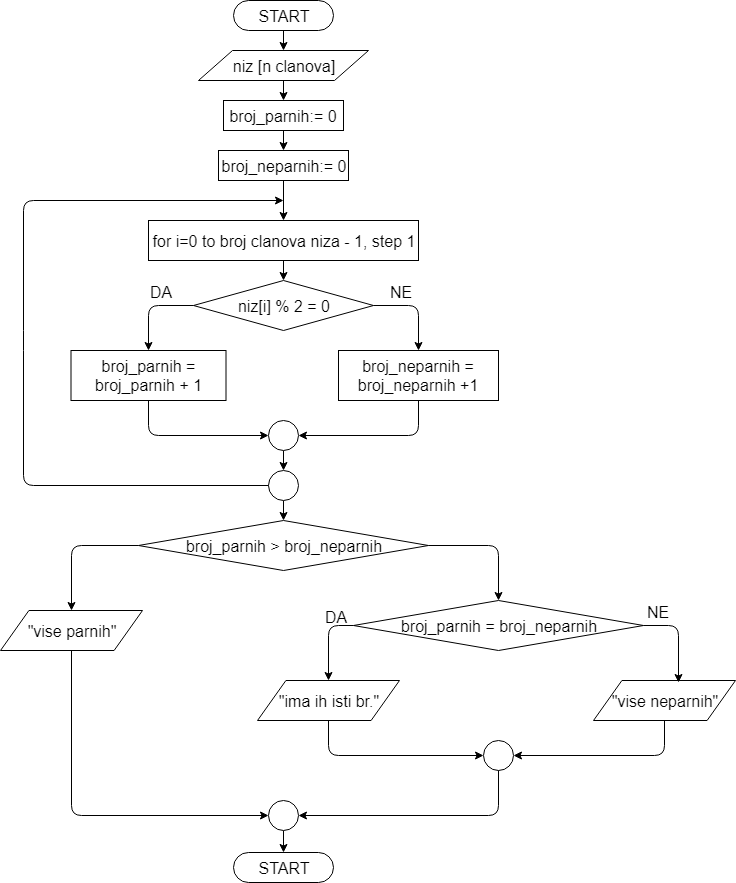 START
niz [n clanova]
broj_parnih:= 0
broj_neparnih:= 0
for i=0 to broj clanova niza - 1, step 1
DA
NE
niz[i] % 2 = 0
broj_parnih =
broj_parnih + 1
broj_neparnih =
broj_neparnih +1
broj_parnih > broj_neparnih
"vise parnih"
DA
NE
broj_parnih = broj_neparnih
"ima ih isti br."
"vise neparnih"
START